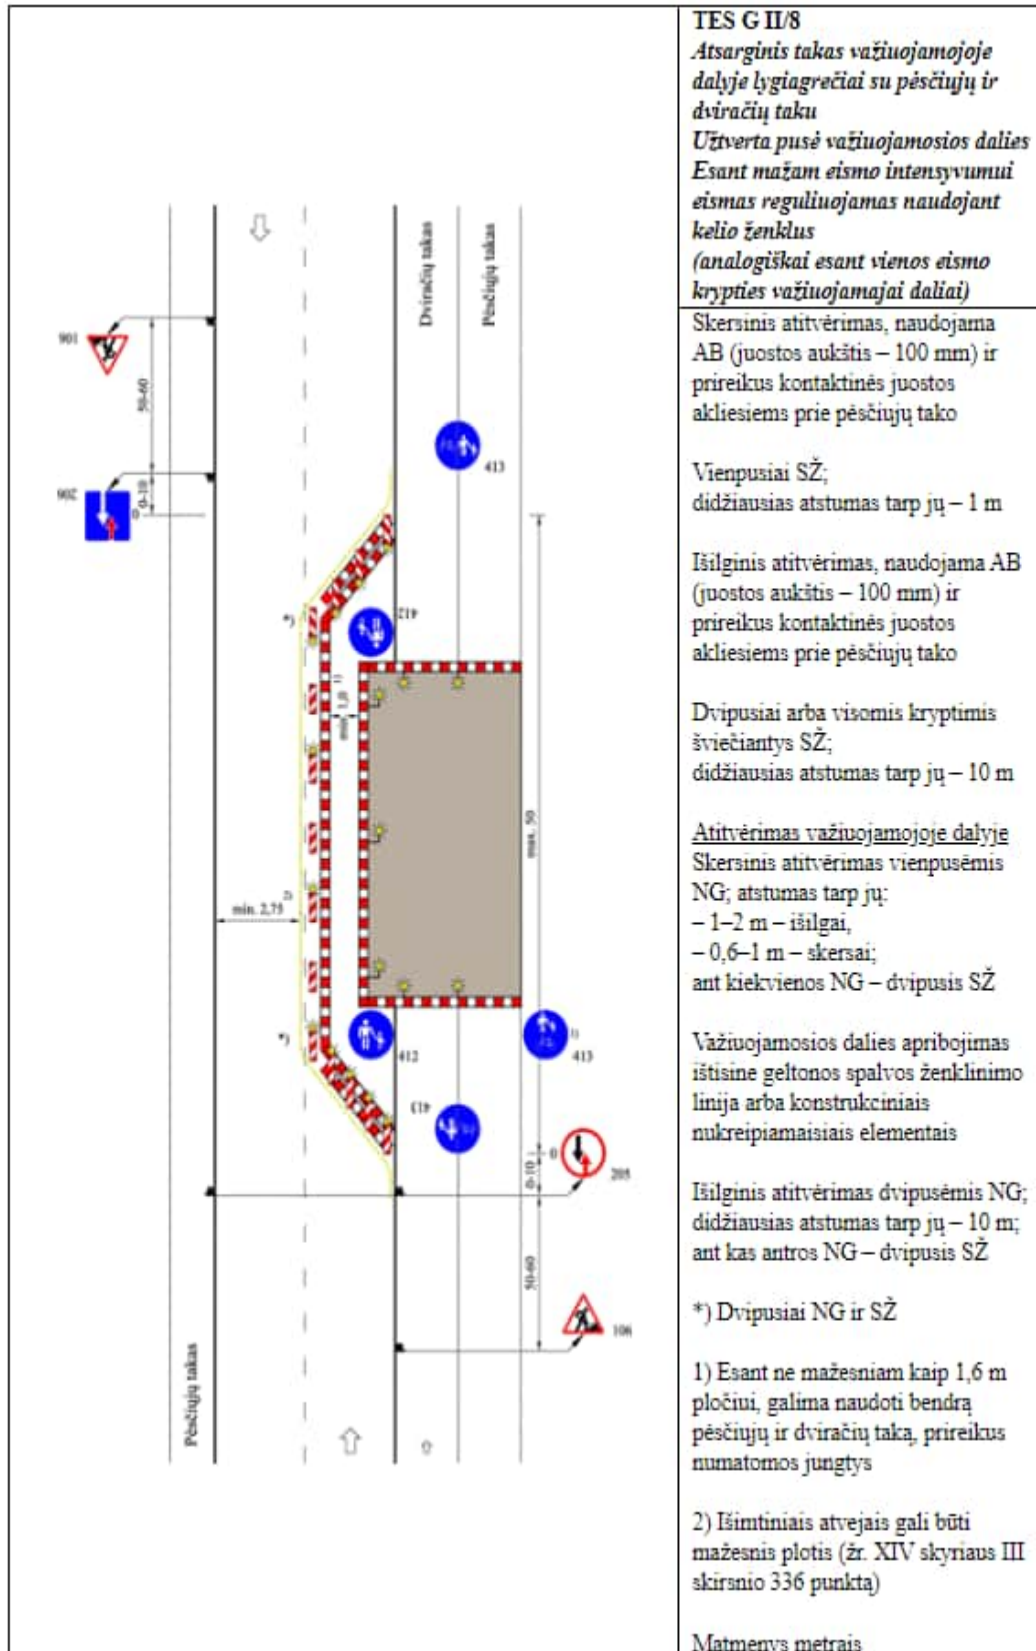 TES G II/8
Atsarginis takas važiuojamojoje
dalyje lygiagrečiai su pėsčiųjų ir
dviračių taku
Užtverta pusė važiuojamosios dalies
Esant mažam eismo intensyvumui
eismas reguliuojamas naudojant
kelio ženklus
(analogiškai esant vienos eismo
krypties važiuojamajai daliai)
Skersinis atitvėrimas, naudojama
AB (juostos aukštis – 100 mm) ir
prireikus kontaktinės juostos
akliesiems prie pėsčiųjų tako
Vienpusiai SŽ;
didžiausias atstumas tarp jų – 1 m
Išilginis atitvėrimas, naudojama AB
(juostos aukštis – 100 mm) ir
prireikus kontaktinės juostos
akliesiems prie pėsčiųjų tako
Dvipusiai arba visomis kryptimis
šviečiantys SŽ;
didžiausias atstumas tarp jų – 10 m
Atitvėrimas važiuojamojoje dalyje
Skersinis atitvėrimas vienpusėmis
NG; atstumas tarp jų:
– 1–2 m – išilgai,
– 0,6–1 m – skersai;
ant kiekvienos NG – dvipusis SŽ
Važiuojamosios dalies apribojimas
ištisine geltonos spalvos ženklinimo
linija arba konstrukciniais
nukreipiamaisiais elementais
Išilginis atitvėrimas dvipusėmis NG;
didžiausias atstumas tarp jų – 10 m;
ant kas antros NG – dvipusis SŽ
*) Dvipusiai NG ir SŽ
1) Esant ne mažesniam kaip 1,6 m
pločiui, galima naudoti bendrą
pėsčiųjų ir dviračių taką, prireikus
numatomos jungtys
2) Išimtiniais atvejais gali būti
mažesnis plotis (žr. XIV skyriaus III
skirsnio 336 punktą)
Matmenys metrais
Dviračių takas
Pėsčiųjų takas
106
50-60
206
0-10
0
413
*)
412
min. 1,0
1)
max. 50
2)
min. 2,75
*)
412
1)
413
413
0
0-10
205
50-60
106
Pėsčiųjų takas